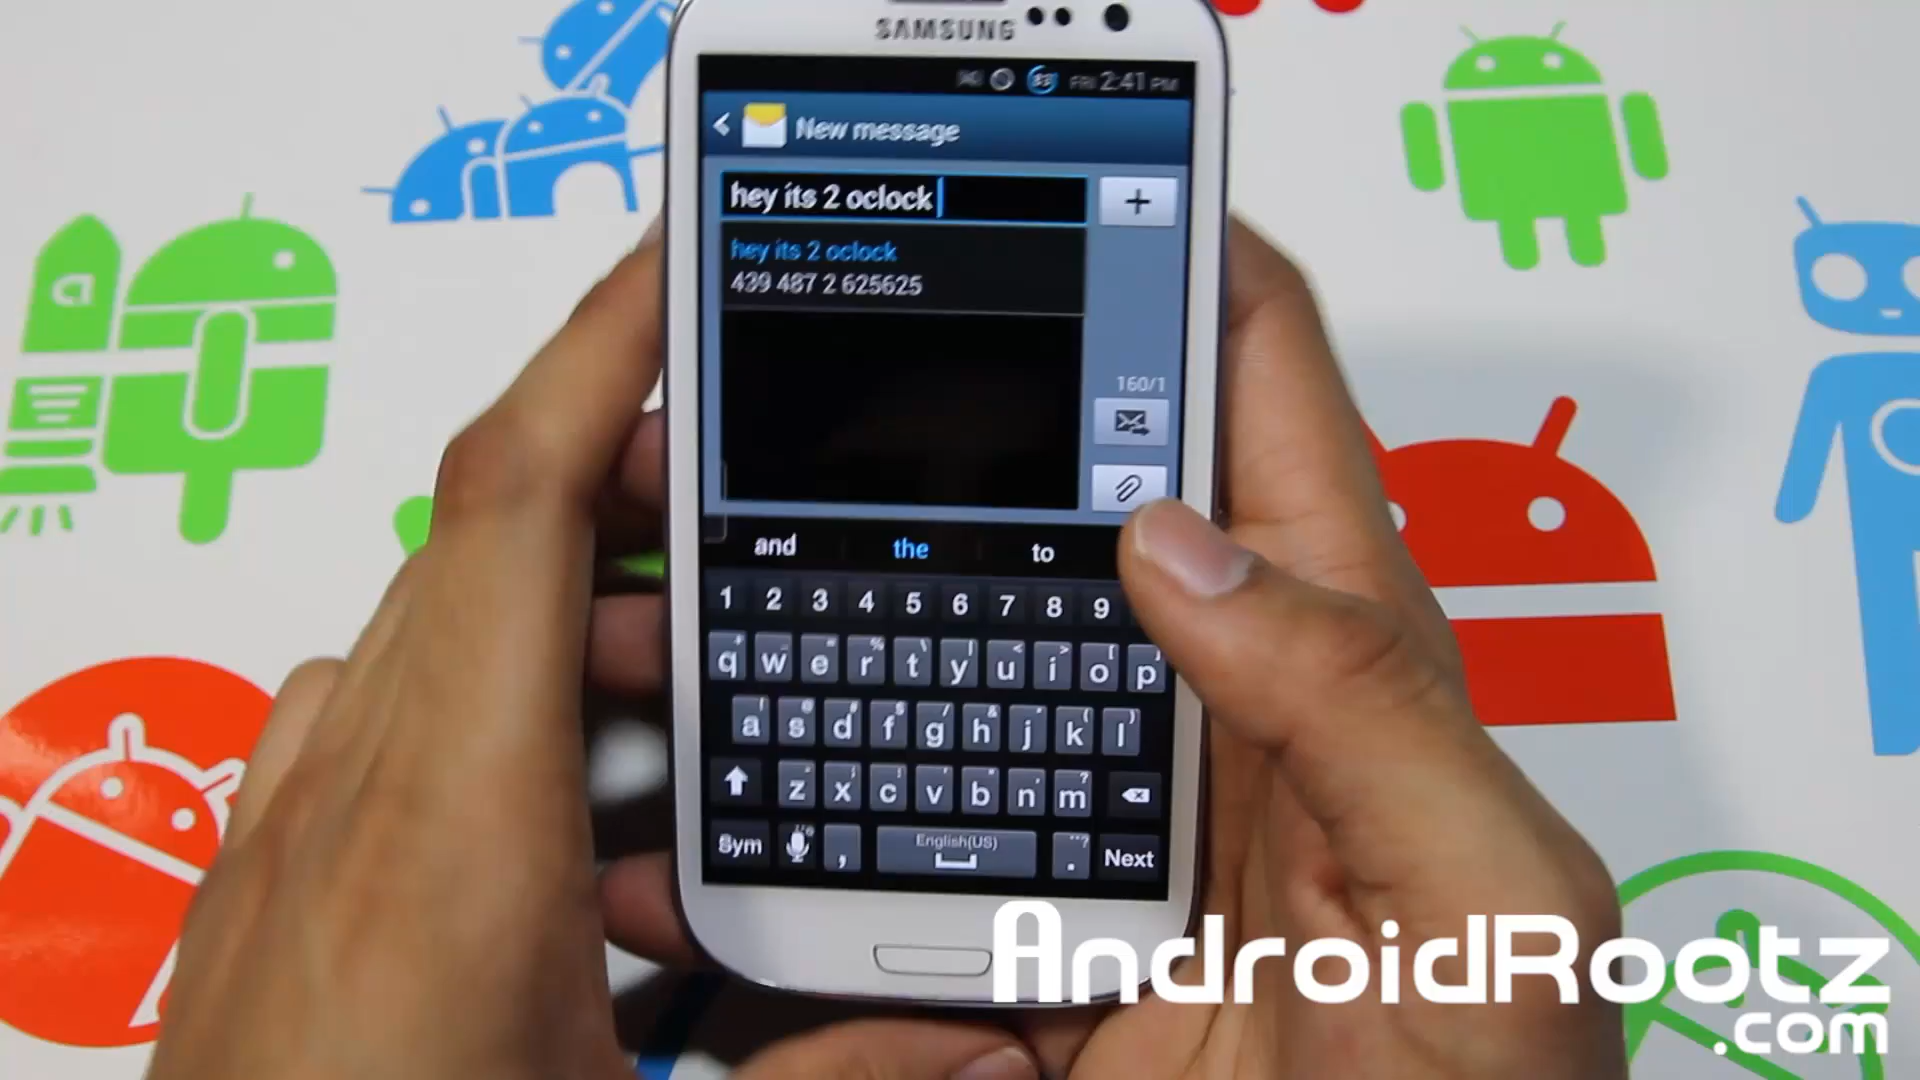 SAMSUNG
83 FRI 2:41 PM
New message
hey its 2 oclock
+
hey its 2 oclock
439 487 2 625625
160/1
and the to
1 2 3 4 5 6 7 8 9
q w e r t y u i o p
a s d f g h j k l
z x c v b n m
Sym , English(US) . Next
a
AndroidRootz
.com